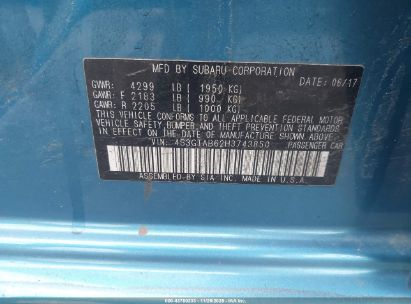 MFD BY SUBARU CORPORATION
DATE: 06/17
GVWR: 4299 LB [ 1950 KG]
GAWR: F 2183 LB [ 990 KG]
GAWR: R 2205 LB [ 1000 KG]
THIS VEHICLE CONFORMS TO ALL APPLICABLE FEDERAL MOTOR
VEHICLE SAFETY BUMPER AND THEFT PREVENTION STANDARDS
IN EFFECT ON THE DATE OF MANUFACTURE SHOWN ABOVE.
VIN: 4S3GTAB62H3743850 PASSENGER CAR
ASSEMBLED BY SIA, INC. MADE IN U.S.A.